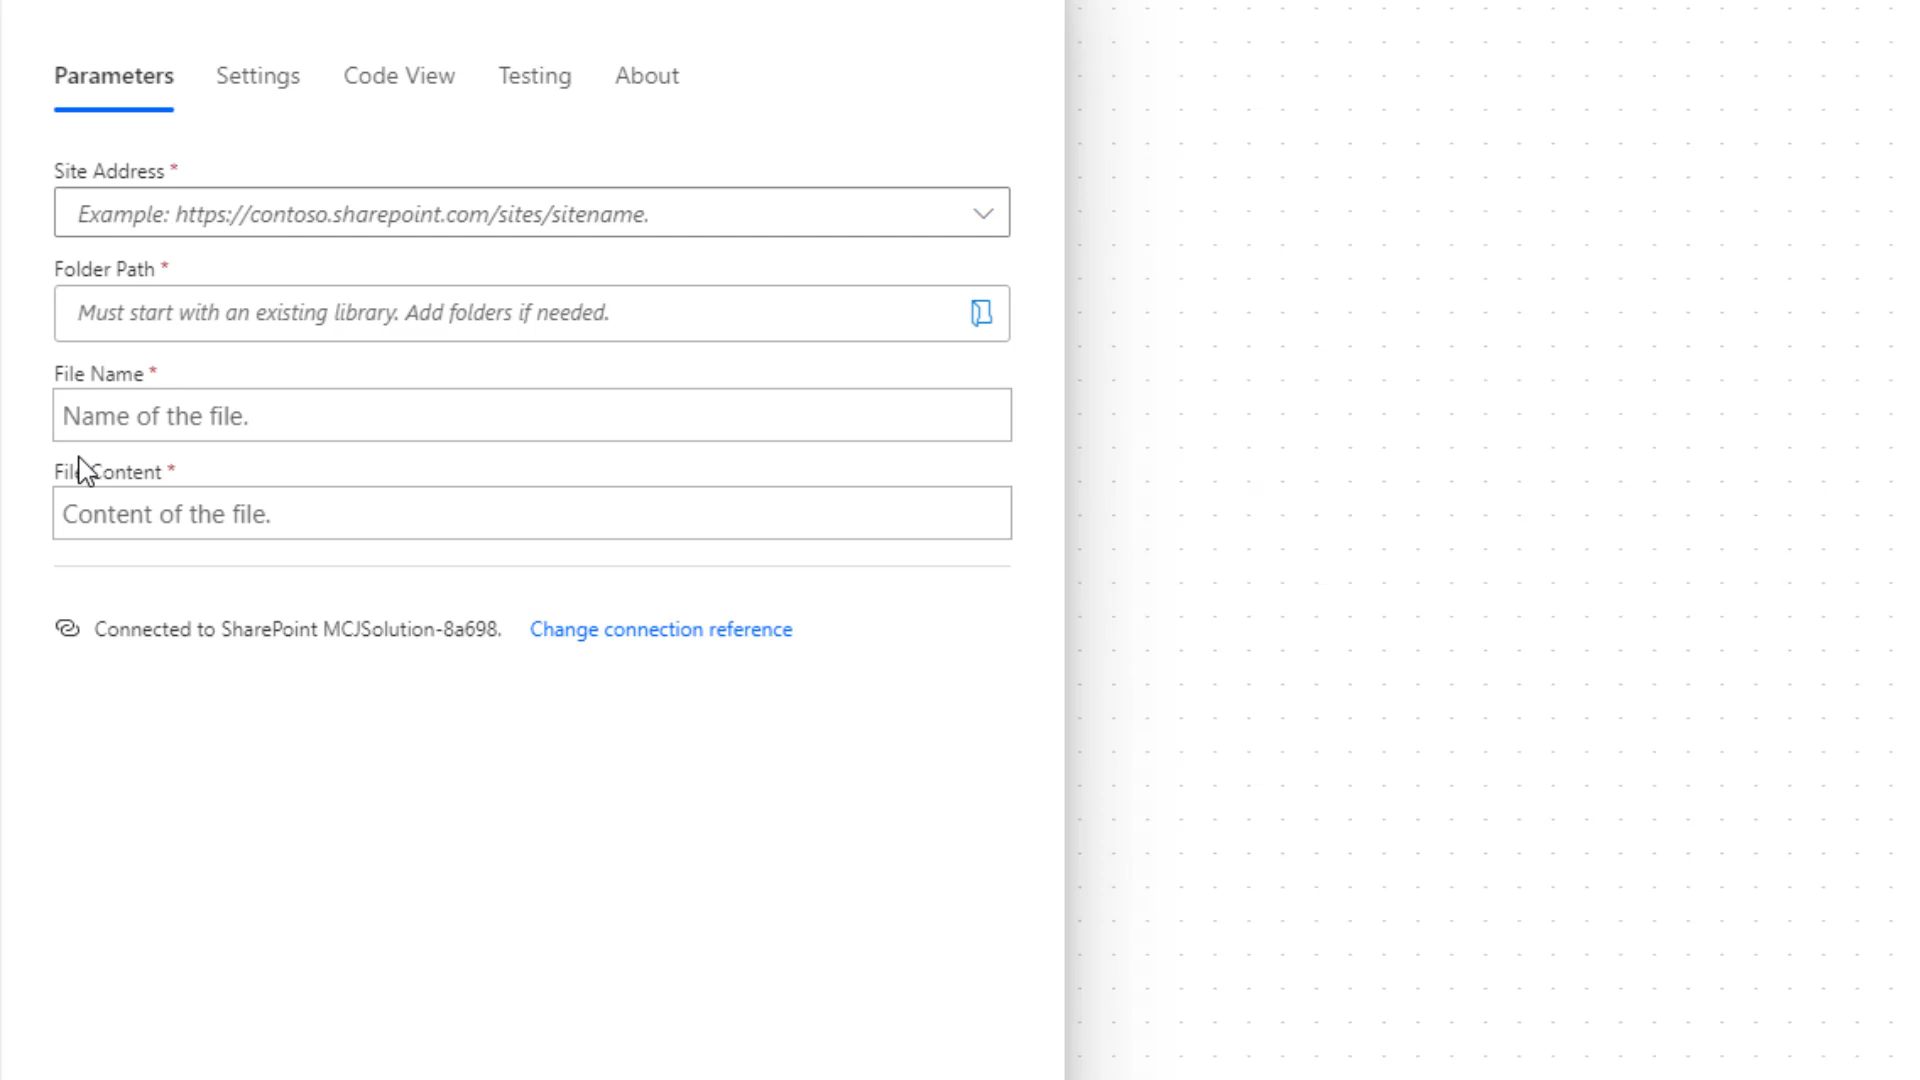 Parameters Settings Code View Testing About
Site Address *
Example: https://contoso.sharepoint.com/sites/sitename.
Folder Path *
Must start with an existing library. Add folders if needed.
File Name *
Name of the file.
File Content *
Content of the file.
Connected to SharePoint MCJSolution-8a698. Change connection reference